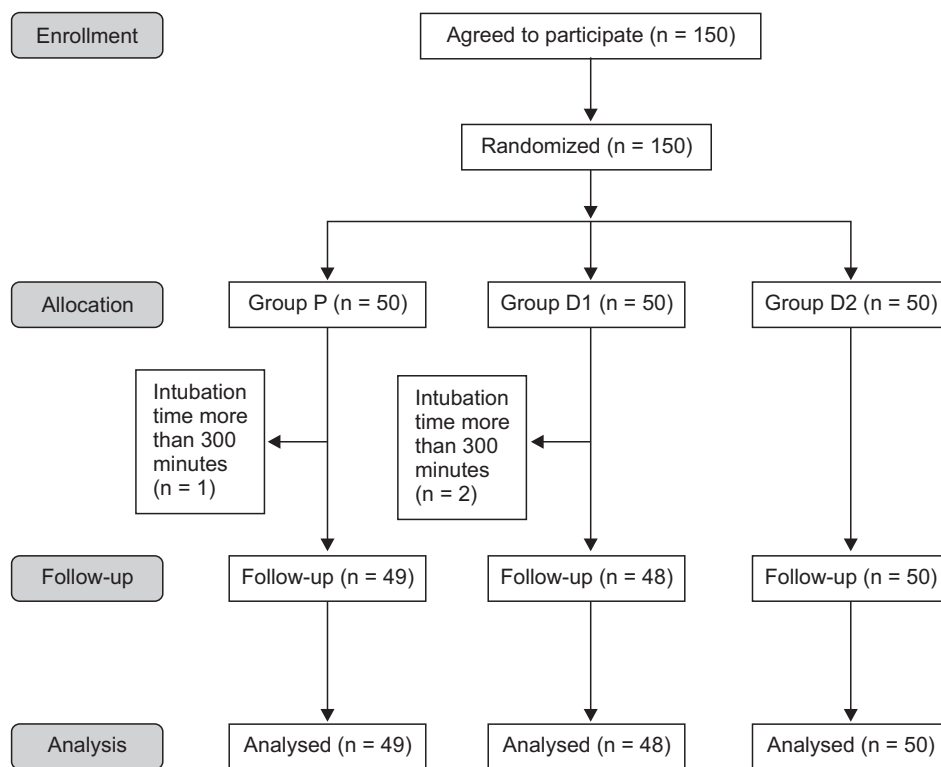 Enrollment
Agreed to participate (n = 150)
Randomized (n = 150)
Allocation
Group P (n = 50)
Group D1 (n = 50)
Group D2 (n = 50)
Intubation
time more
than 300
minutes
(n = 1)
Intubation
time more
than 300
minutes
(n = 2)
Follow-up
Follow-up (n = 49)
Follow-up (n = 48)
Follow-up (n = 50)
Analysis
Analysed (n = 49)
Analysed (n = 48)
Analysed (n = 50)